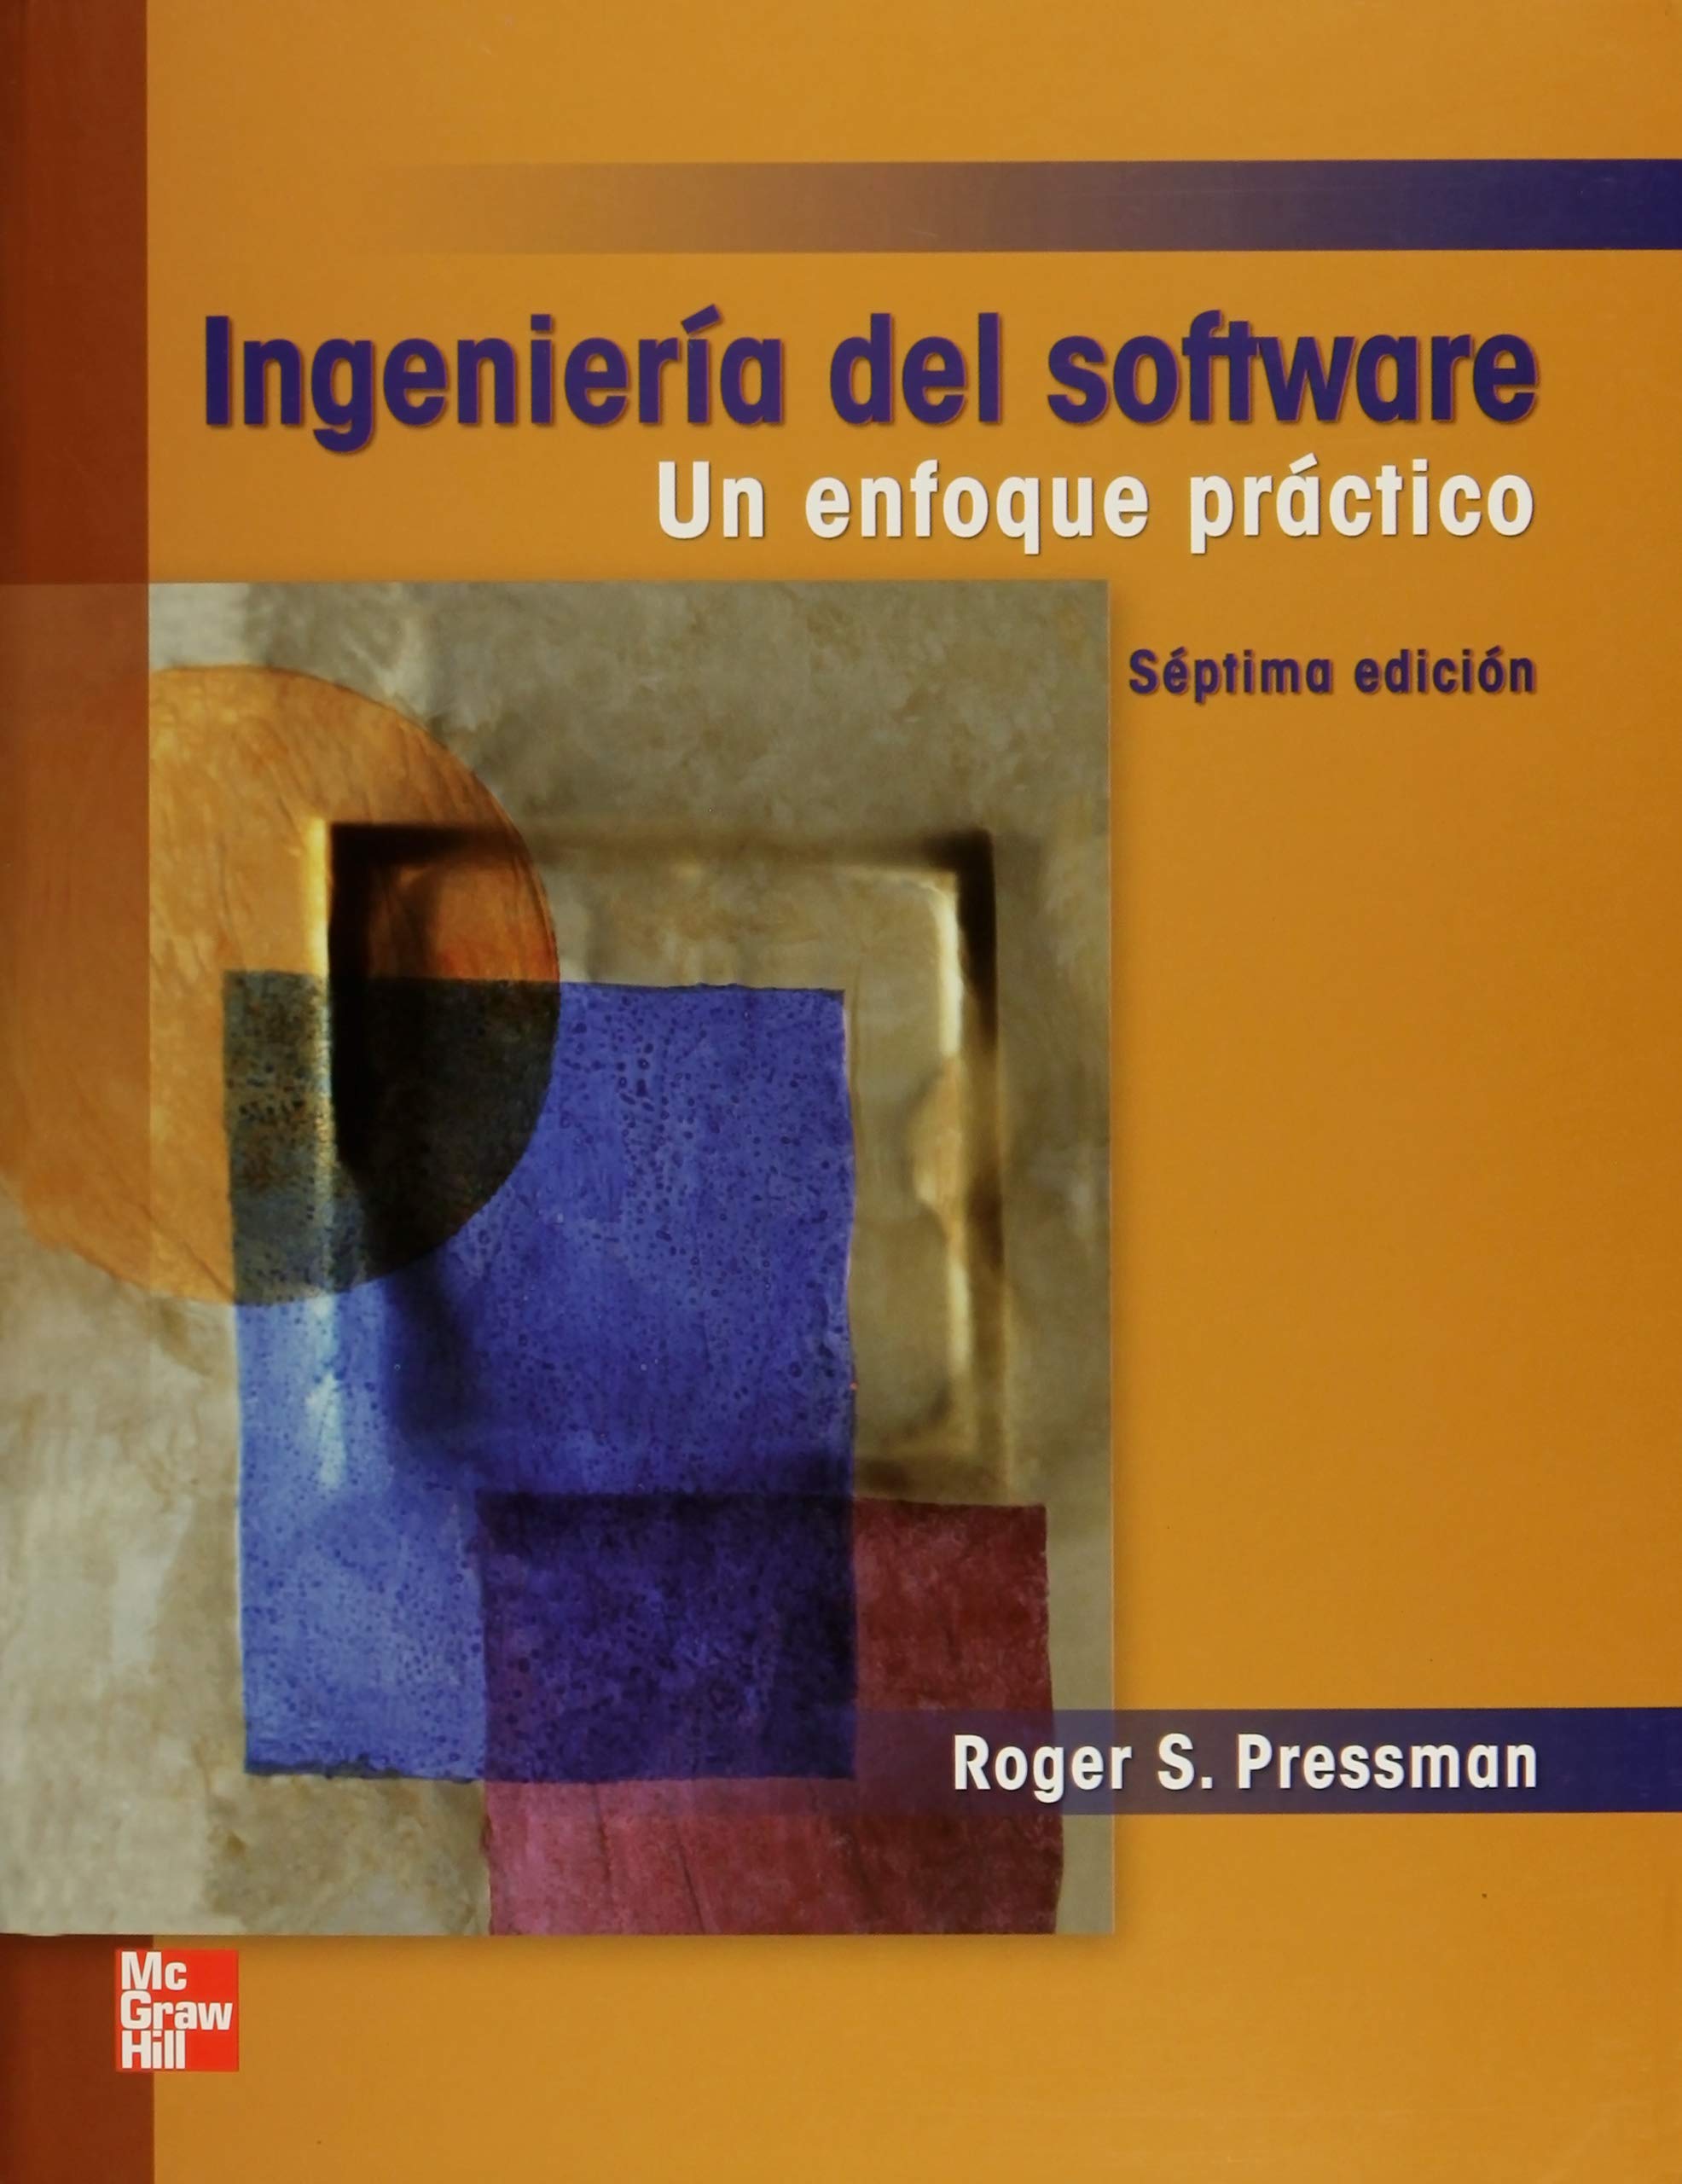 Ingeniería del software
Un enfoque práctico
Séptima edición
Roger S. Pressman
Mc
Graw
Hill